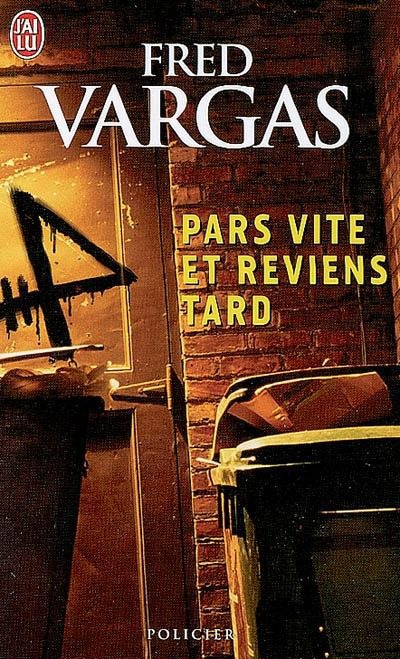 J'AI
LU
FRED
VARGAS
PARS VITE
ET REVIENS
TARD
POLICIER